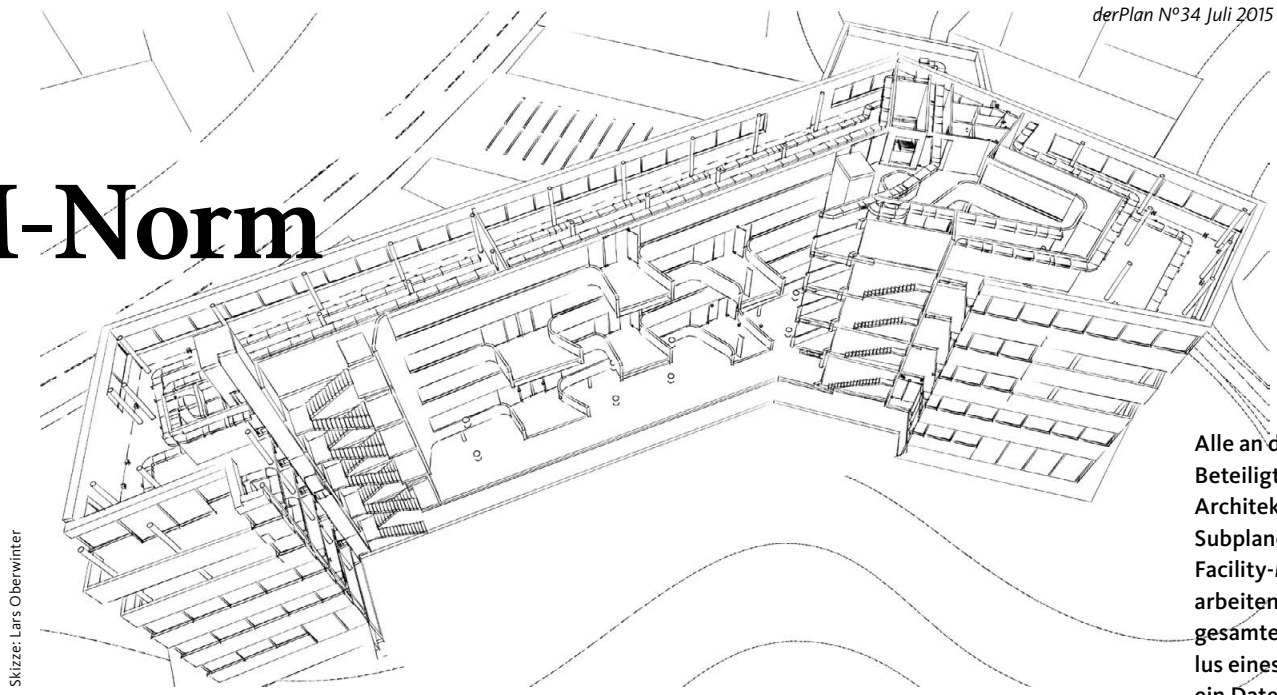 derPlan Nº34 Juli 2015
-Norm
Alle an d
Beteiligt
Architek
Subplan
Facility-
arbeiten
gesamte
lus eines
ein Date
Skizze: Lars Oberwinter